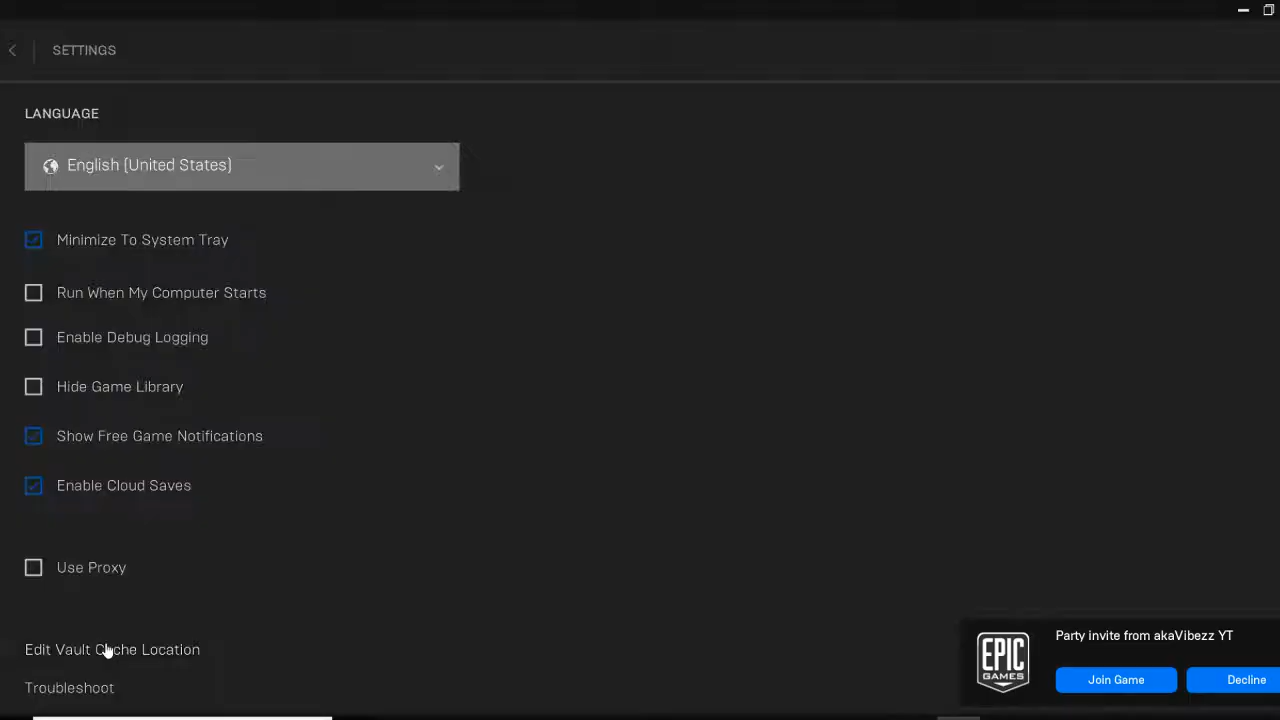 SETTINGS
LANGUAGE
English (United States)
Minimize To System Tray
Run When My Computer Starts
Enable Debug Logging
Hide Game Library
Show Free Game Notifications
Enable Cloud Saves
Use Proxy
Edit Vault Cache Location
Troubleshoot
EPIC
GAMES
Party invite from akaVibezz YT
Join Game
Decline